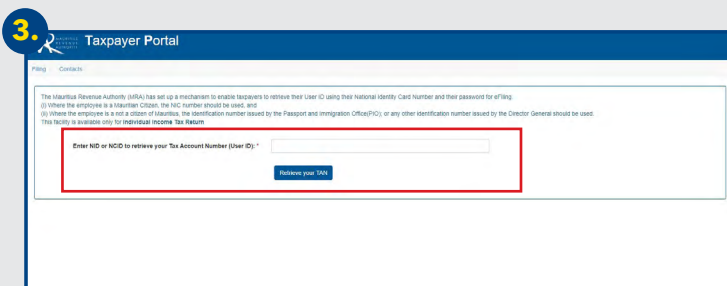 3.
MAURITIUS
REVENUE
AUTHORITY
Taxpayer Portal
Filing
Contacts
The Mauritius Revenue Authority (MRA) has set up a mechanism to enable taxpayers to retrieve their User ID using their National Identity Card Number and their password for eFiling.
(i) Where the employee is a Mauritian Citizen, the NIC number should be used, and
(ii) Where the employee is a not a citizen of Mauritius, the identification number issued by the Passport and Immigration Office(PIO); or any other identification number issued by the Director General should be used
This facility is available only for Individual Income Tax Return
Enter NID or NCID to retrieve your Tax Account Number (User ID): *
Retrieve your TAN